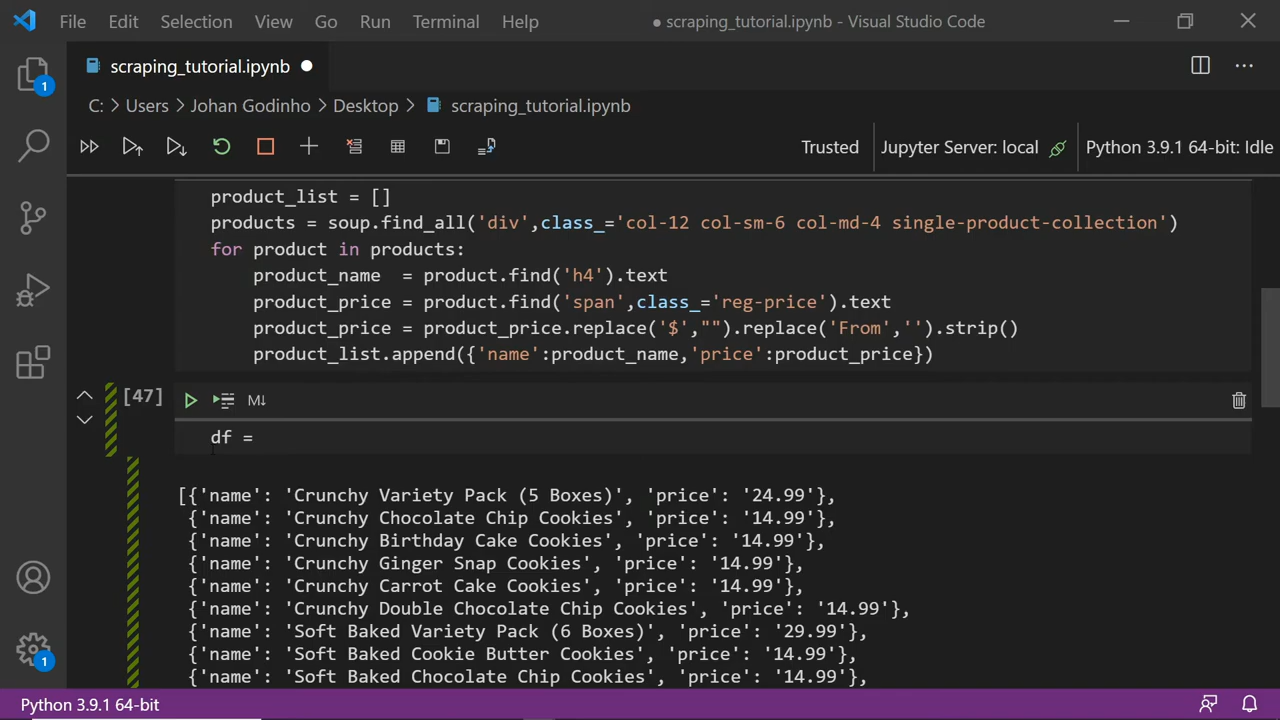 File Edit Selection View Go Run Terminal Help ● scraping_tutorial.ipynb - Visual Studio Code
scraping_tutorial.ipynb
C: > Users > Johan Godinho > Desktop > scraping_tutorial.ipynb
Trusted Jupyter Server: local Python 3.9.1 64-bit: Idle
product_list = []
products = soup.find_all('div',class_='col-12 col-sm-6 col-md-4 single-product-collection')
for product in products:
product_name = product.find('h4').text
product_price = product.find('span',class_='reg-price').text
product_price = product_price.replace('$',"").replace('From','').strip()
product_list.append({'name':product_name,'price':product_price})
[47]
M↓
df =
[{'name': 'Crunchy Variety Pack (5 Boxes)', 'price': '24.99'},
{'name': 'Crunchy Chocolate Chip Cookies', 'price': '14.99'},
{'name': 'Crunchy Birthday Cake Cookies', 'price': '14.99'},
{'name': 'Crunchy Ginger Snap Cookies', 'price': '14.99'},
{'name': 'Crunchy Carrot Cake Cookies', 'price': '14.99'},
{'name': 'Crunchy Double Chocolate Chip Cookies', 'price': '14.99'},
{'name': 'Soft Baked Variety Pack (6 Boxes)', 'price': '29.99'},
{'name': 'Soft Baked Cookie Butter Cookies', 'price': '14.99'},
{'name': 'Soft Baked Chocolate Chip Cookies', 'price': '14.99'},
1
1
Python 3.9.1 64-bit